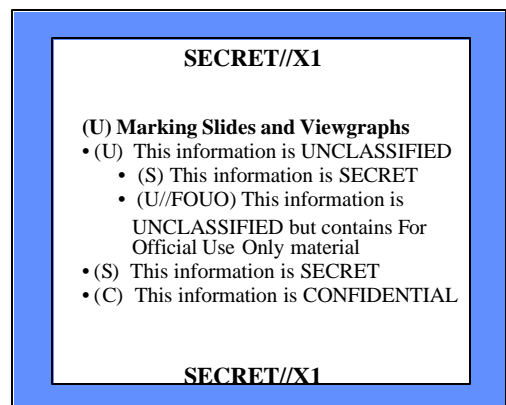 SECRET//X1
(U) Marking Slides and Viewgraphs
• (U) This information is UNCLASSIFIED
• (S) This information is SECRET
• (U//FOUO) This information is
UNCLASSIFIED but contains For
Official Use Only material
• (S) This information is SECRET
• (C) This information is CONFIDENTIAL
SECRET//X1